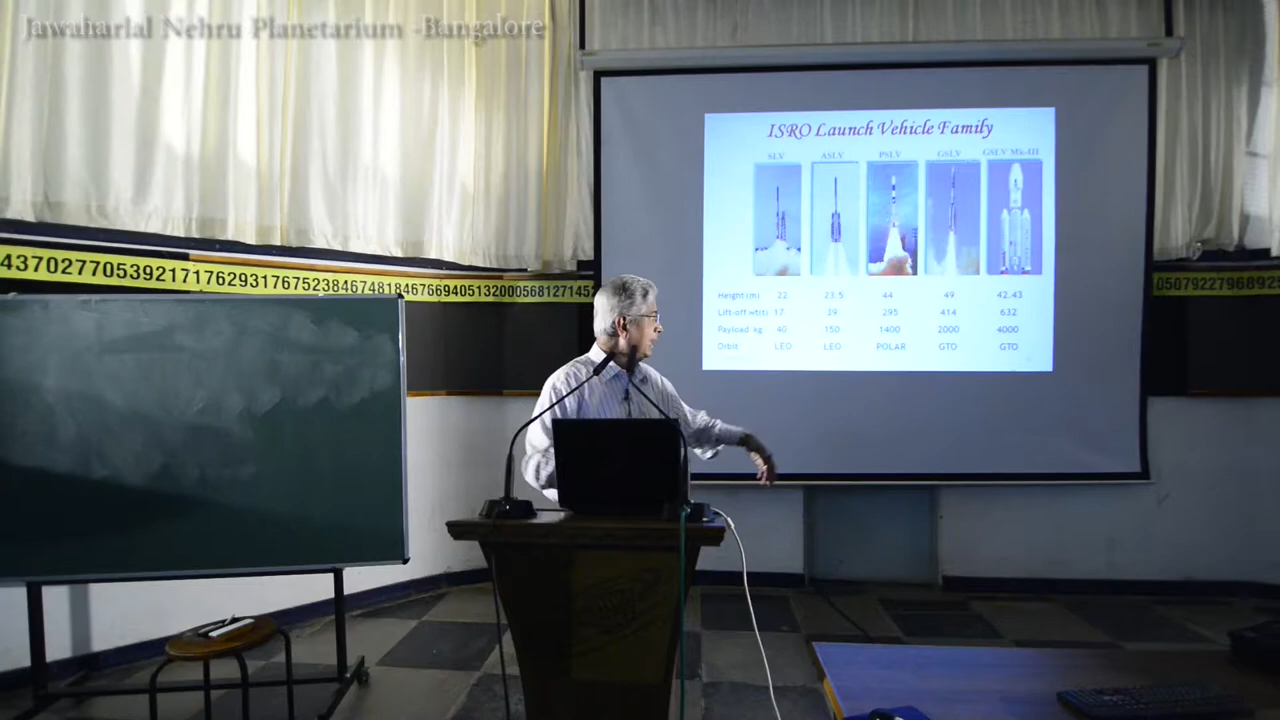 Jawaharlal Nehru Planetarium -Bangalore
ISRO Launch Vehicle Family
SLV ASLV PSLV GSLV GSLV Mk-III
Height(m) 22 23.5 44 49 42.43
Lift-off wt(t) 17 39 295 414 632
Payload kg 40 150 1400 2000 4000
Orbit LEO LEO POLAR GTO GTO
43702770539217176293176752384674818467669405132000568127145